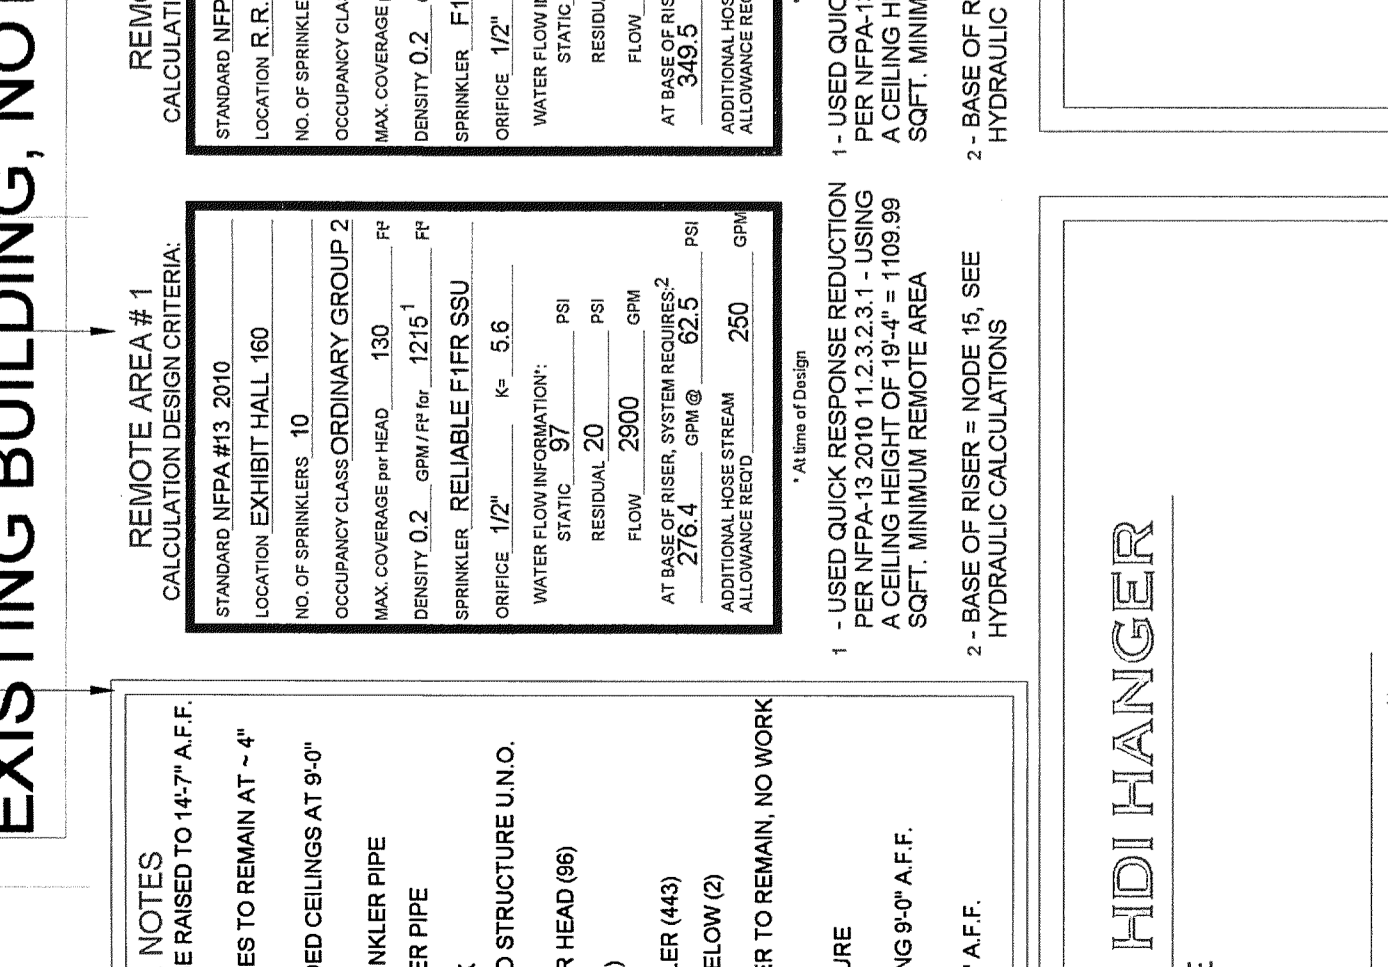 EXISTING BUILDING, NO
NOTES
E RAISED TO 14'-7" A.F.F.
ES TO REMAIN AT ~ 4"
DED CEILINGS AT 9'-0"
NKLER PIPE
ER PIPE
O STRUCTURE U.N.O.
R HEAD (96)
LER (443)
ELOW (2)
ER TO REMAIN, NO WORK
URE
NG 9'-0" A.F.F.
" A.F.F.
REMOTE AREA # 1
CALCULATION DESIGN CRITERIA:
STANDARD NFPA #13 2010
LOCATION EXHIBIT HALL 160
NO. OF SPRINKLERS 10
OCCUPANCY CLASS ORDINARY GROUP 2
MAX. COVERAGE per HEAD 130 Ft²
DENSITY 0.2 GPM / Ft² for 1215¹ Ft²
SPRINKLER RELIABLE F1FR SSU
ORIFICE 1/2" K= 5.6
WATER FLOW INFORMATION*:
STATIC 97 PSI
RESIDUAL 20 PSI
FLOW 2900 GPM
AT BASE OF RISER, SYSTEM REQUIRES:²
276.4 GPM @ 62.5 PSI
ADDITIONAL HOSE STREAM
ALLOWANCE REQ'D 250 GPM
* At time of Design
1 - USED QUICK RESPONSE REDUCTION
PER NFPA-13 2010 11.2.3.2.3.1 - USING
A CEILING HEIGHT OF 19'-4" = 1109.99
SQFT. MINIMUM REMOTE AREA
2 - BASE OF RISER = NODE 15, SEE
HYDRAULIC CALCULATIONS
REMO
CALCULATI
STANDARD NFP
LOCATION R.R.
NO. OF SPRINKLE
OCCUPANCY CLA
MAX. COVERAGE
DENSITY 0.2
SPRINKLER F1
ORIFICE 1/2"
WATER FLOW IN
STATIC
RESIDUA
FLOW
AT BASE OF RIS
349.5
ADDITIONAL HOS
ALLOWANCE REQ
1 - USED QUIC
PER NFPA-13
A CEILING H
SQFT. MINIM
2 - BASE OF R
HYDRAULIC
HDI HANGER